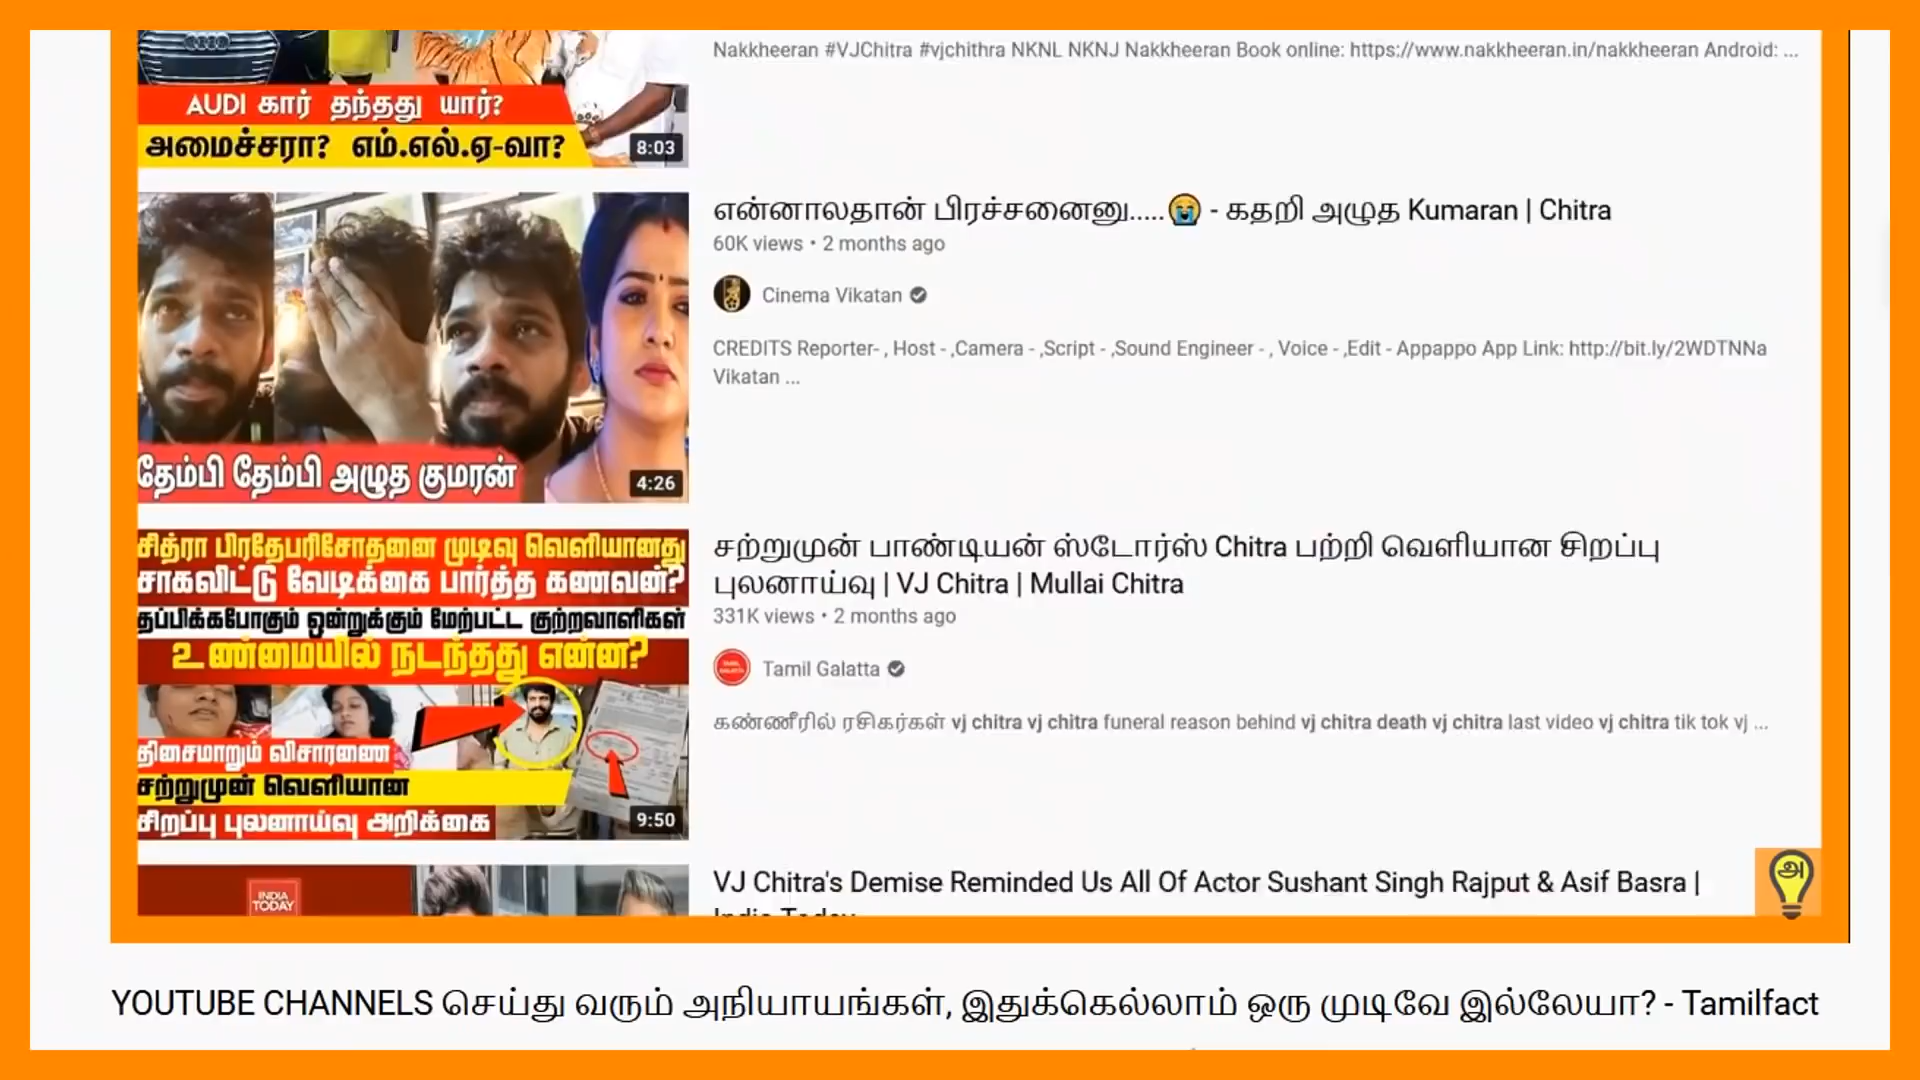 Nakkheeran #VJChitra #vjchithra NKNL NKNJ Nakkheeran Book online: https://www.nakkheeran.in/nakkheeran Android: ...
AUDI கார் தந்தது யார்?
அமைச்சரா? எம்.எல்.ஏ-வா?
8:03
என்னாலதான் பிரச்சனைனு.....😭 - கதறி அழுத Kumaran | Chitra
60K views • 2 months ago
Cinema Vikatan
CREDITS Reporter- , Host - ,Camera - ,Script - ,Sound Engineer - , Voice - ,Edit - Appappo App Link: http://bit.ly/2WDTNNa
Vikatan ...
தேம்பி தேம்பி அழுத குமரன்
4:26
சித்ரா பிரதேபரிசோதனை முடிவு வெளியானது
சாகவிட்டு வேடிக்கை பார்த்த கணவன்?
தப்பிக்கபோகும் ஒன்றுக்கும் மேற்பட்ட குற்றவாளிகள்
உண்மையில் நடந்தது என்ன?
திசைமாறும் விசாரணை
சற்றுமுன் வெளியான
சிறப்பு புலனாய்வு அறிக்கை
9:50
சற்றுமுன் பாண்டியன் ஸ்டோர்ஸ் Chitra பற்றி வெளியான சிறப்பு
புலனாய்வு | VJ Chitra | Mullai Chitra
331K views • 2 months ago
Tamil Galatta
கண்ணீரில் ரசிகர்கள் vj chitra vj chitra funeral reason behind vj chitra death vj chitra last video vj chitra tik tok vj ...
INDIA
TODAY
VJ Chitra's Demise Reminded Us All Of Actor Sushant Singh Rajput & Asif Basra |
India Today
அ
YOUTUBE CHANNELS செய்து வரும் அநியாயங்கள், இதுக்கெல்லாம் ஒரு முடிவே இல்லேயா? - Tamilfact